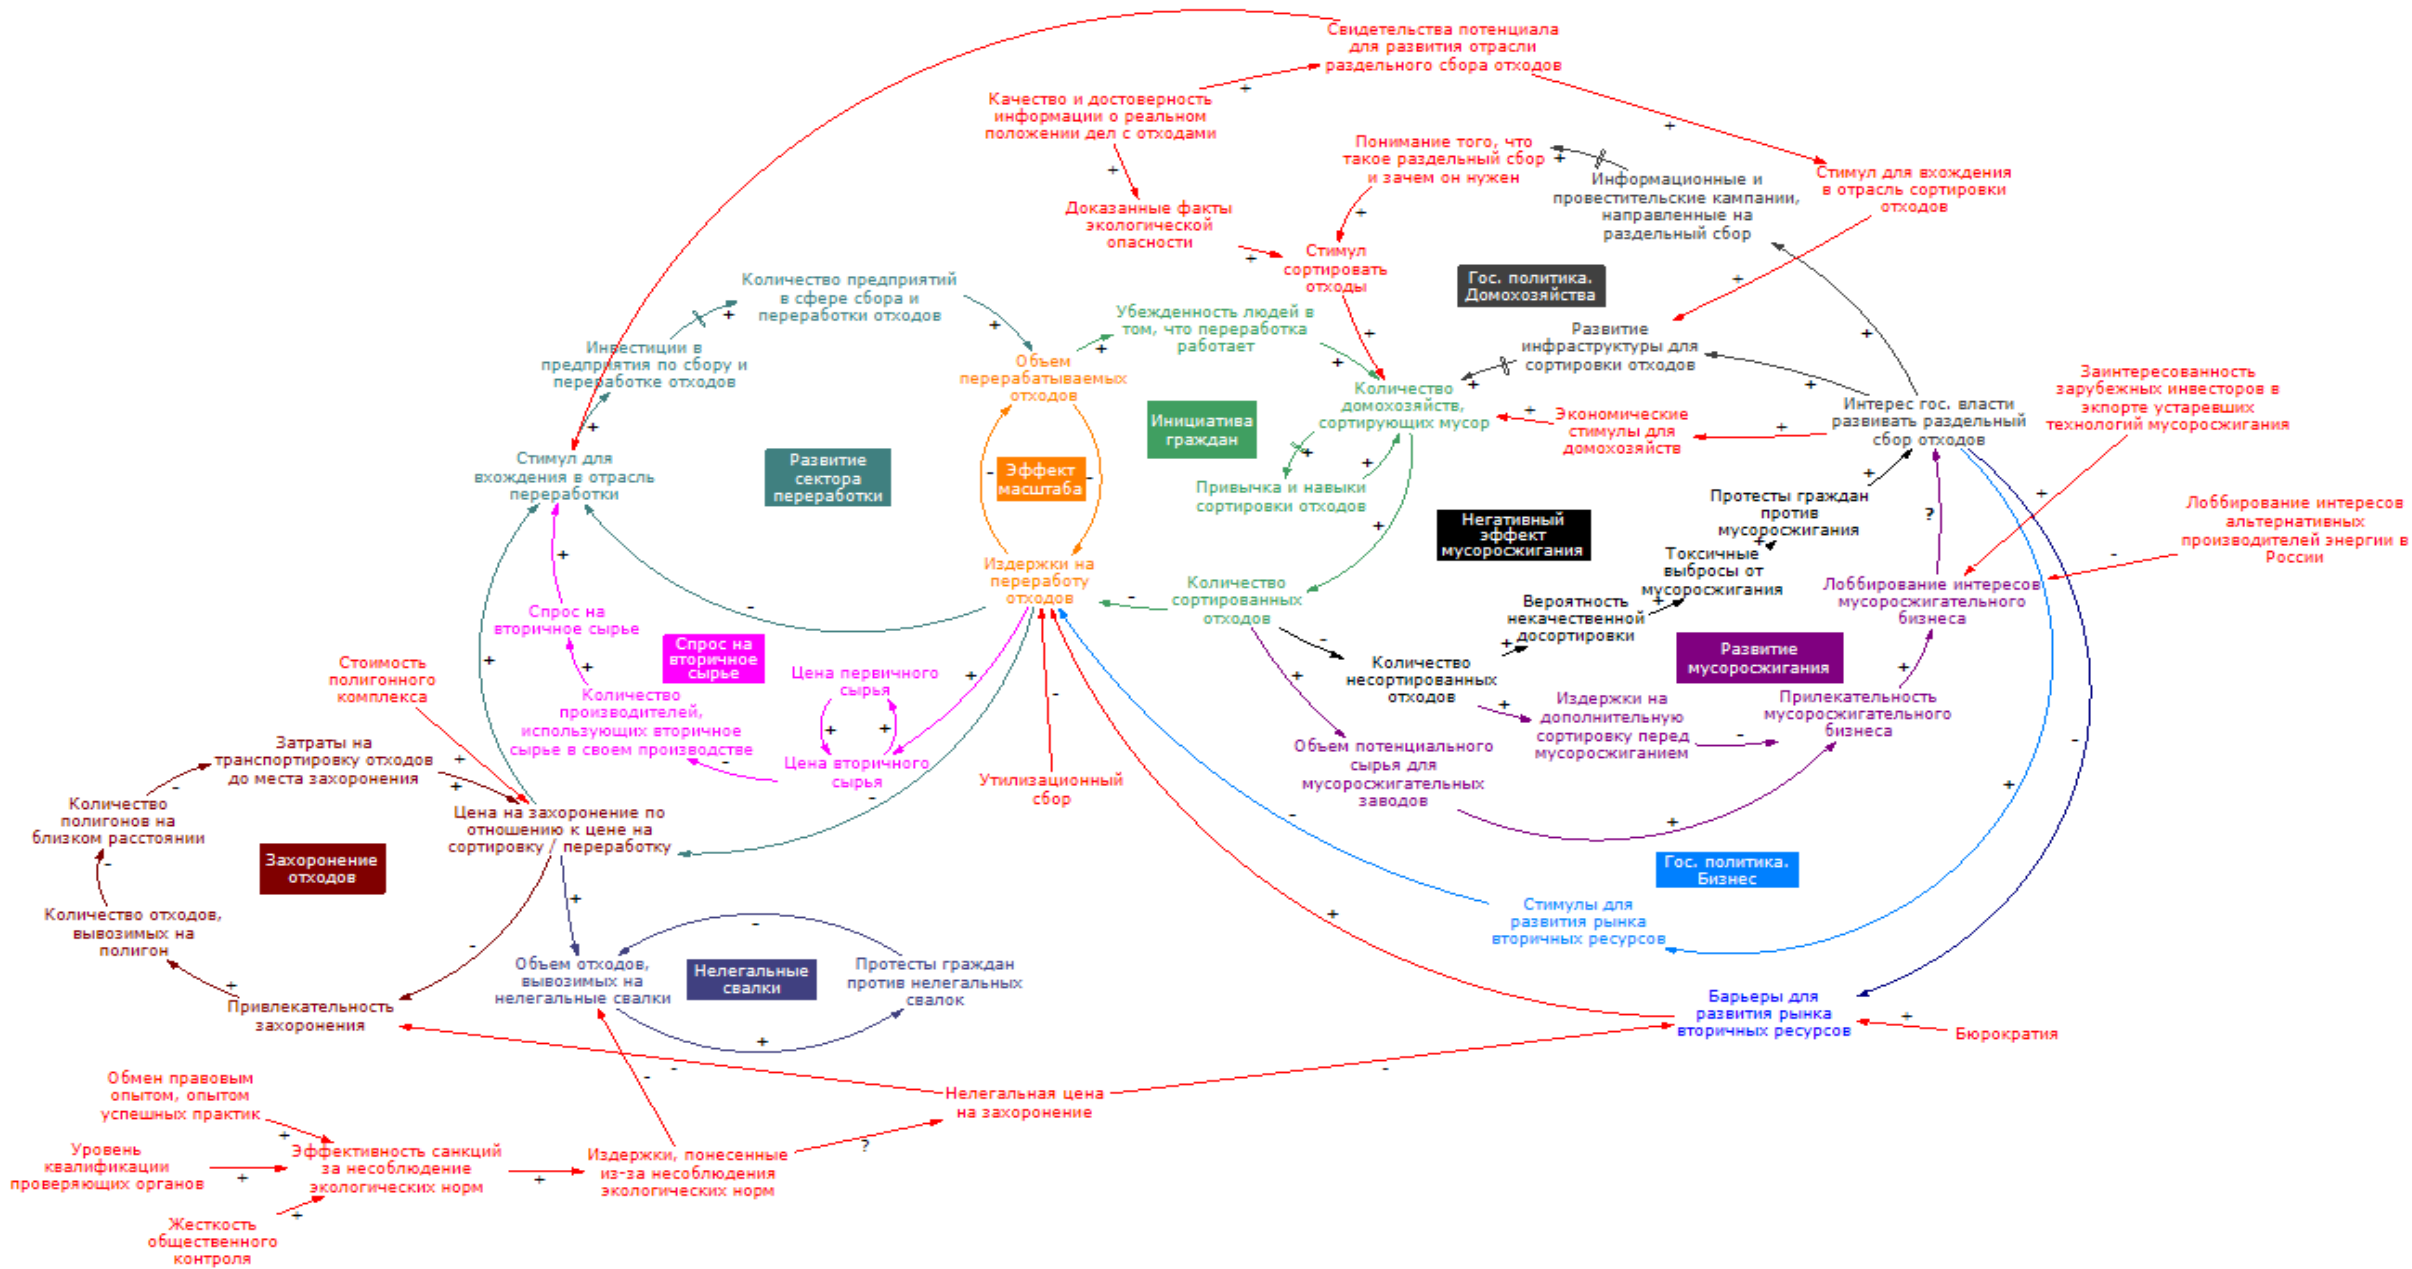 Свидетельства потенциала
для развития отрасли
раздельного сбора отходов
Качество и достоверность
информации о реальном
положении дел с отходами
Понимание того, что
такое раздельный сбор
и зачем он нужен
Информационные и
провестительские кампании,
направленные на
раздельный сбор
Стимул для вхождения
в отрасль сортировки
отходов
Доказанные факты
экологической
опасности
Стимул
сортировать
отходы
Гос. политика.
Домохозяйства
Количество предприятий
в сфере сбора и
переработки отходов
Убежденность людей в
том, что переработка
работает
Развитие
инфраструктуры для
сортировки отходов
Инвестиции в
предприятия по сбору и
переработке отходов
Объем
перерабатываемых
отходов
Количество
домохозяйств,
сортирующих мусор
Инициатива
граждан
Экономические
стимулы для
домохозяйств
Интерес гос. власти
развивать раздельный
сбор отходов
Заинтересованность
зарубежных инвесторов в
экпорте устаревших
технологий мусоросжигания
Стимул для
вхождения в отрасль
переработки
Развитие
сектора
переработки
Эффект
масштаба
Привычка и навыки
сортировки отходов
Негативный
эффект
мусоросжигания
Протесты граждан
против
мусоросжигания
Лоббирование интересов
альтернативных
производителей энергии в
России
Токсичные
выбросы от
мусоросжигания
Издержки на
переработу
отходов
Количество
сортированных
отходов
Вероятность
некачественной
досортировки
Лоббирование интересов
мусоросжигательного
бизнеса
Спрос на
вторичное сырье
Спрос на
вторичное
сырье
Развитие
мусоросжигания
Стоимость
полигонного
комплекса
Количество
производителей,
использующих вторичное
сырье в своем производстве
Цена первичного
сырья
Цена вторичного
сырья
Количество
несортированных
отходов
Издержки на
дополнительную
сортировку перед
мусоросжиганием
Прилекательность
мусоросжигательного
бизнеса
Затраты на
транспортировку отходов
до места захоронения
Объем потенциального
сырья для
мусоросжигательных
заводов
Утилизационный
сбор
Количество
полигонов на
близком расстоянии
Цена на захоронение по
отношению к цене на
сортировку переработку
Захоронение
отходов
Гос. политика.
Бизнес
Количество отходов,
вывозимых на
полигон
Стимулы для
развития рынка
вторичных ресурсов
Объем отходов,
вывозимых на
нелегальные свалки
Нелегальные
свалки
Протесты граждан
против нелегальных
свалок
Привлекательность
захоронения
Барьеры для
развития рынка
вторичных ресурсов
Бюрократия
Обмен правовым
опытом, опытом
успешных практик
Нелегальная цена
на захоронение
Уровень
квалификации
проверяющих органов
Эффективность санкций
за несоблюдение
экологических норм
Издержки, понесенные
из-за несоблюдения
экологических норм
Жесткость
общественного
контроля